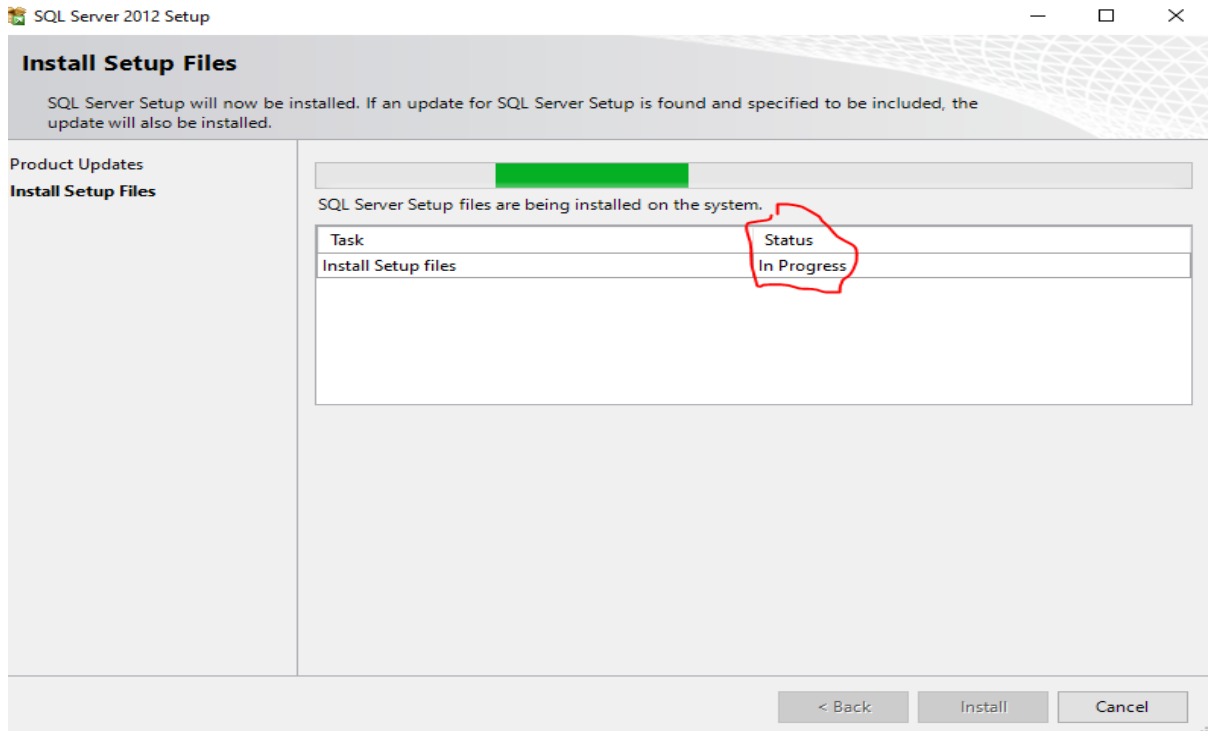 SQL Server 2012 Setup
Install Setup Files
SQL Server Setup will now be installed. If an update for SQL Server Setup is found and specified to be included, the
update will also be installed.
Product Updates
Install Setup Files
SQL Server Setup files are being installed on the system.
Task Status
Install Setup files In Progress
< Back Install Cancel